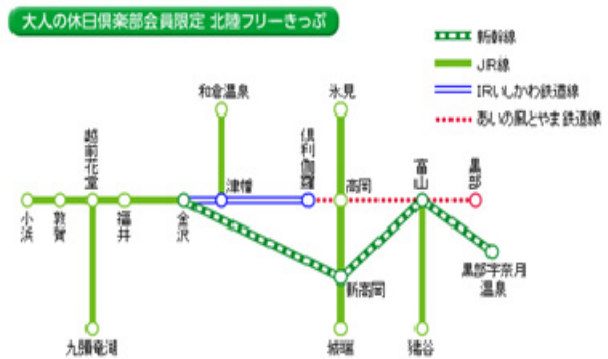 大人の休日倶楽部会員限定 北陸フリーきっぷ
新幹線
JR線
IRいしかわ鉄道線
あいの風とやま鉄道線
和倉温泉
氷見
越前花堂
倶利伽羅
津幡
高岡
富山
黒部
小浜
敦賀
福井
金沢
黒部宇奈月
温泉
新高岡
九頭竜湖
城端
猪谷